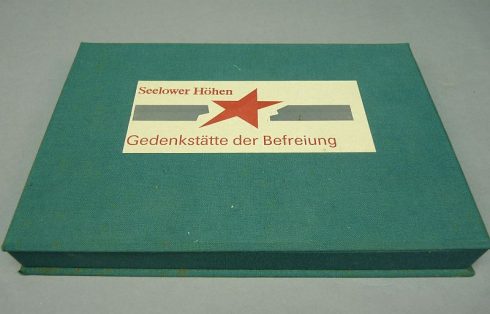 Seelower Höhen
Gedenkstätte der Befreiung